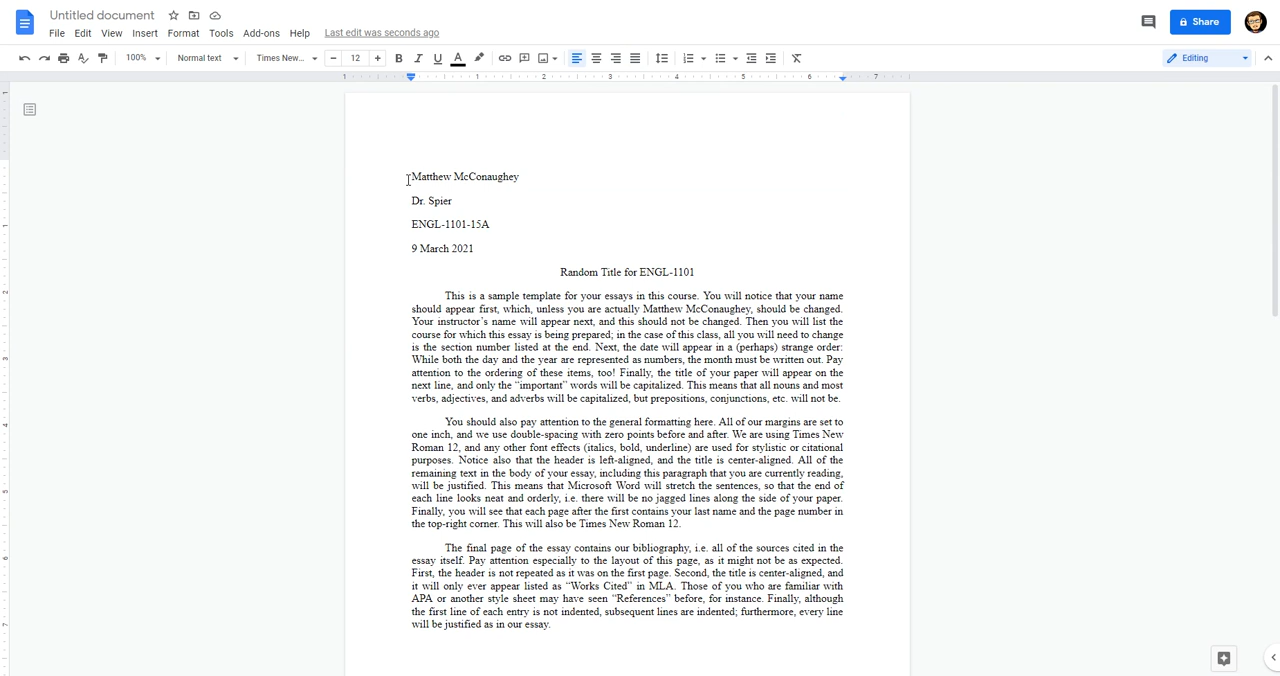 Untitled document
File Edit View Insert Format Tools Add-ons Help Last edit was seconds ago
Share
100% Normal text Times New... 12 B I U A Editing
1 1 2 3 4 5 6 7
Matthew McConaughey
Dr. Spier
ENGL-1101-15A
9 March 2021
Random Title for ENGL-1101
This is a sample template for your essays in this course. You will notice that your name
should appear first, which, unless you are actually Matthew McConaughey, should be changed.
Your instructor's name will appear next, and this should not be changed. Then you will list the
course for which this essay is being prepared; in the case of this class, all you will need to change
is the section number listed at the end. Next, the date will appear in a (perhaps) strange order:
While both the day and the year are represented as numbers, the month must be written out. Pay
attention to the ordering of these items, too! Finally, the title of your paper will appear on the
next line, and only the “important” words will be capitalized. This means that all nouns and most
verbs, adjectives, and adverbs will be capitalized, but prepositions, conjunctions, etc. will not be.
You should also pay attention to the general formatting here. All of our margins are set to
one inch, and we use double-spacing with zero points before and after. We are using Times New
Roman 12, and any other font effects (italics, bold, underline) are used for stylistic or citational
purposes. Notice also that the header is left-aligned, and the title is center-aligned. All of the
remaining text in the body of your essay, including this paragraph that you are currently reading,
will be justified. This means that Microsoft Word will stretch the sentences, so that the end of
each line looks neat and orderly, i.e. there will be no jagged lines along the side of your paper.
Finally, you will see that each page after the first contains your last name and the page number in
the top-right corner. This will also be Times New Roman 12.
The final page of the essay contains our bibliography, i.e. all of the sources cited in the
essay itself. Pay attention especially to the layout of this page, as it might not be as expected.
First, the header is not repeated as it was on the first page. Second, the title is center-aligned, and
it will only ever appear listed as “Works Cited” in MLA. Those of you who are familiar with
APA or another style sheet may have seen “References” before, for instance. Finally, although
the first line of each entry is not indented, subsequent lines are indented; furthermore, every line
will be justified as in our essay.